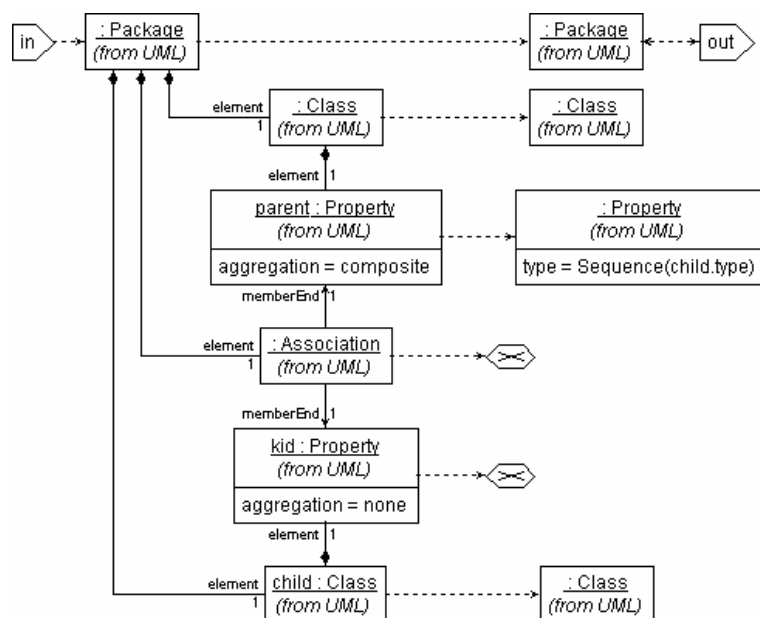 in
: Package
(from UML)
: Package
(from UML)
out
element
1
: Class
(from UML)
: Class
(from UML)
element 1
parent : Property
(from UML)
aggregation = composite
: Property
(from UML)
type = Sequence(child.type)
memberEnd 1
element
1
: Association
(from UML)
memberEnd 1
kid : Property
(from UML)
aggregation = none
element 1
element
1
child : Class
(from UML)
: Class
(from UML)